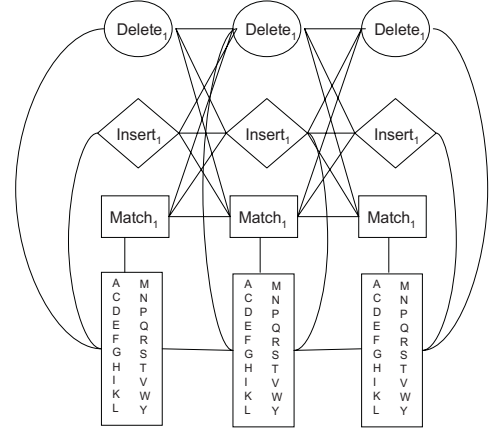 Delete₁ Delete₁ Delete₁
Insert₁ Insert₁ Insert₁
Match₁ Match₁ Match₁
A M A M A M
C N C N C N
D P D P D P
E Q E Q E Q
F R F R F R
G S G S G S
H T H T H T
I V I V I V
K W K W K W
L Y L Y L Y